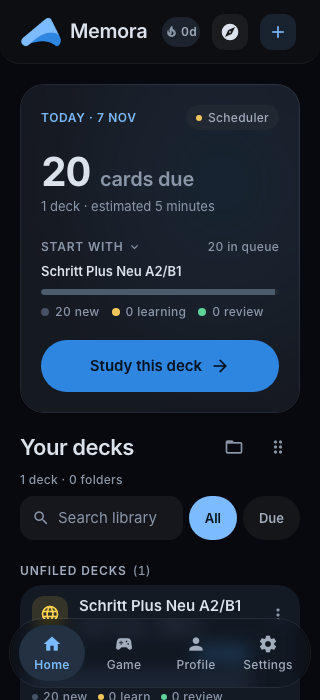 Memora 0d
TODAY · 7 NOV Scheduler
20 cards due
1 deck · estimated 5 minutes
START WITH 20 in queue
Schritt Plus Neu A2/B1
20 new 0 learning 0 review
Study this deck →
Your decks
1 deck · 0 folders
Search library All Due
UNFILED DECKS (1)
Schritt Plus Neu A2/B1
Home Game Profile Settings
20 new 0 learn 0 review